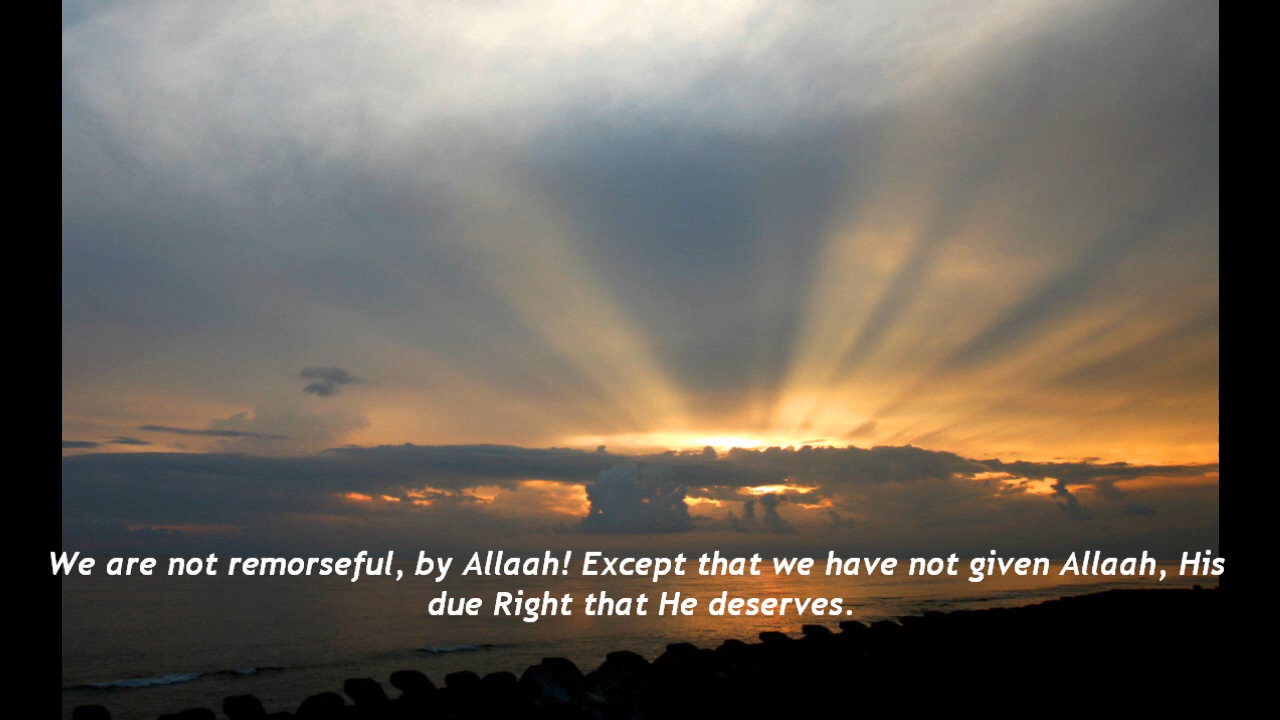 We are not remorseful, by Allaah! Except that we have not given Allaah, His
due Right that He deserves.